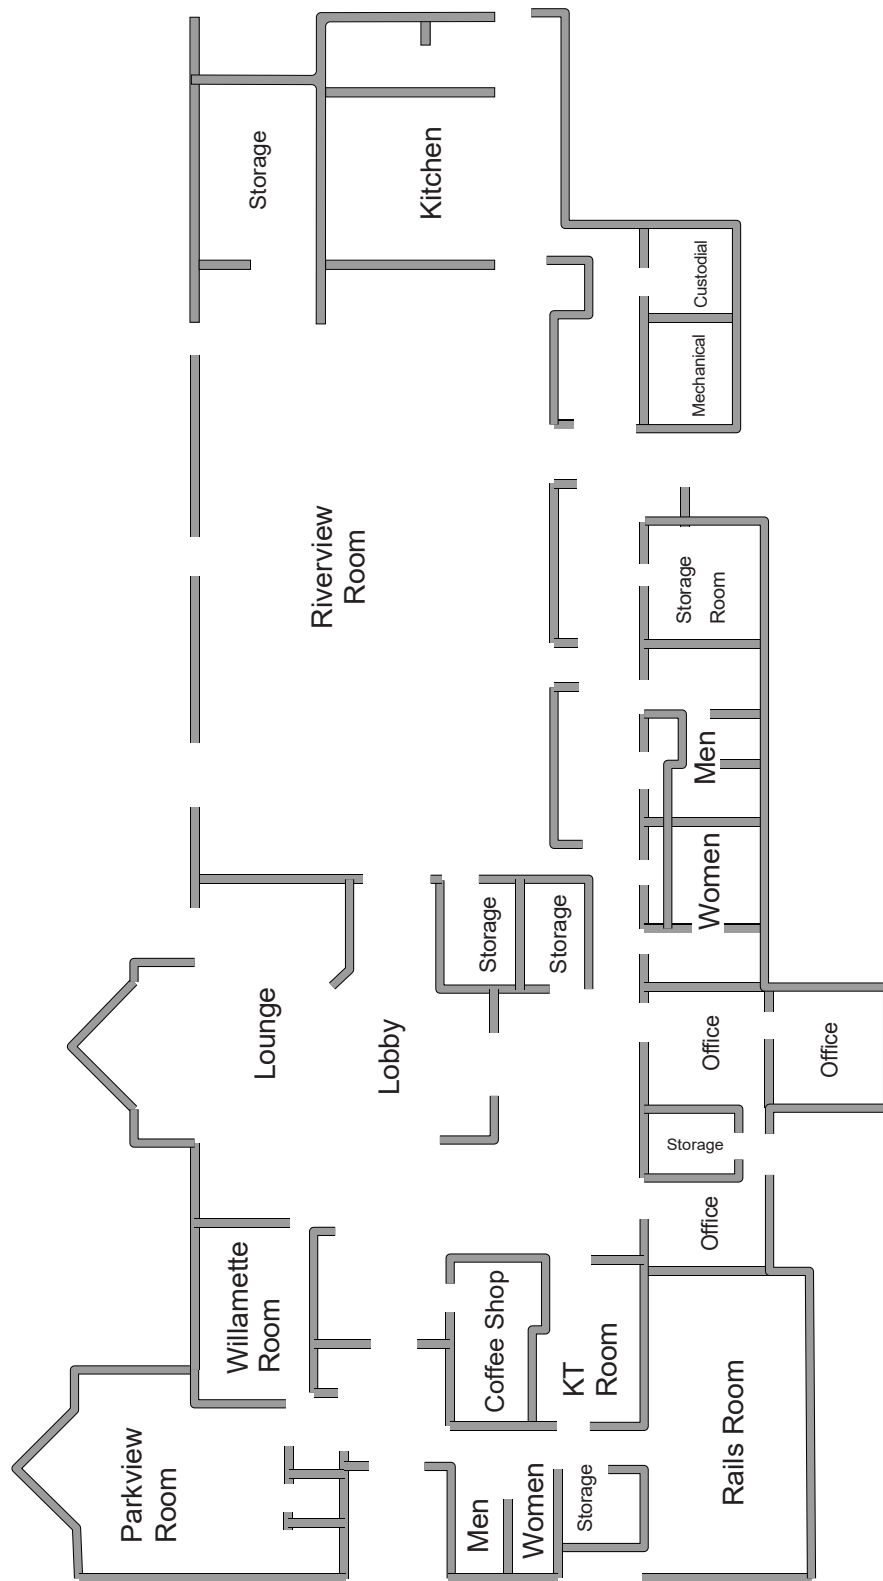 Storage
Kitchen
Custodial
Mechanical
Riverview
Room
Storage
Room
Men
Women
Storage
Storage
Lounge
Lobby
Office
Office
Storage
Office
Willamette
Room
Coffee Shop
KT
Room
Rails Room
Parkview
Room
Men
Women
Storage